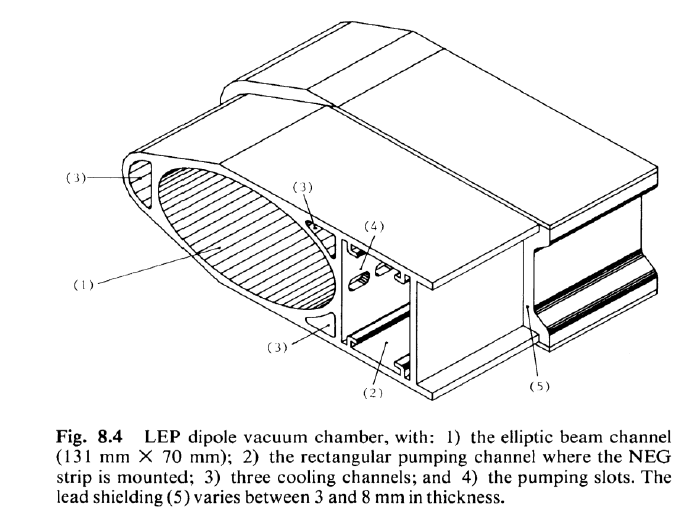 (3)
(3)
(4)
(1)
(3)
(2)
(5)
Fig. 8.4 LEP dipole vacuum chamber, with: 1) the elliptic beam channel
(131 mm × 70 mm); 2) the rectangular pumping channel where the NEG
strip is mounted; 3) three cooling channels; and 4) the pumping slots. The
lead shielding (5) varies between 3 and 8 mm in thickness.